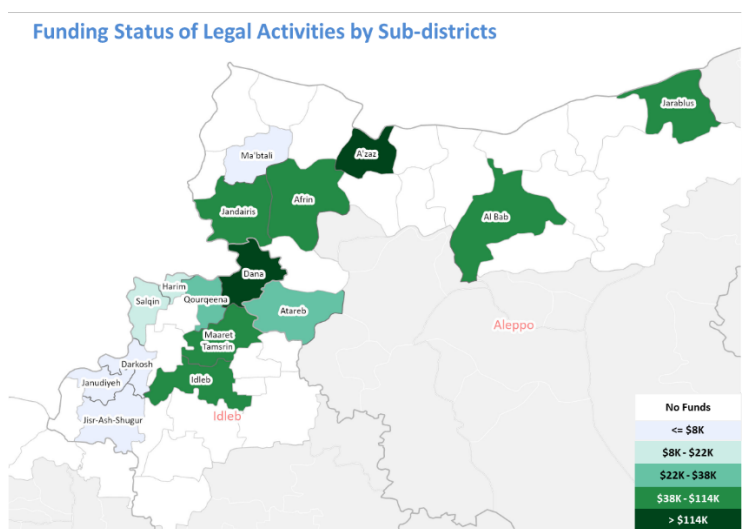 Funding Status of Legal Activities by Sub-districts
Jarablus
Ma'btali
A'zaz
Jandairis
Afrin
Al Bab
Dana
Harim
Salqin
Qourqeena
Atareb
Aleppo
Maaret
Tamsrin
Darkosh
Janudiyeh
Idleb
Jisr-Ash-Shugur
Idleb
No Funds
<= $8K
$8K - $22K
$22K - $38K
$38K - $114K
> $114K